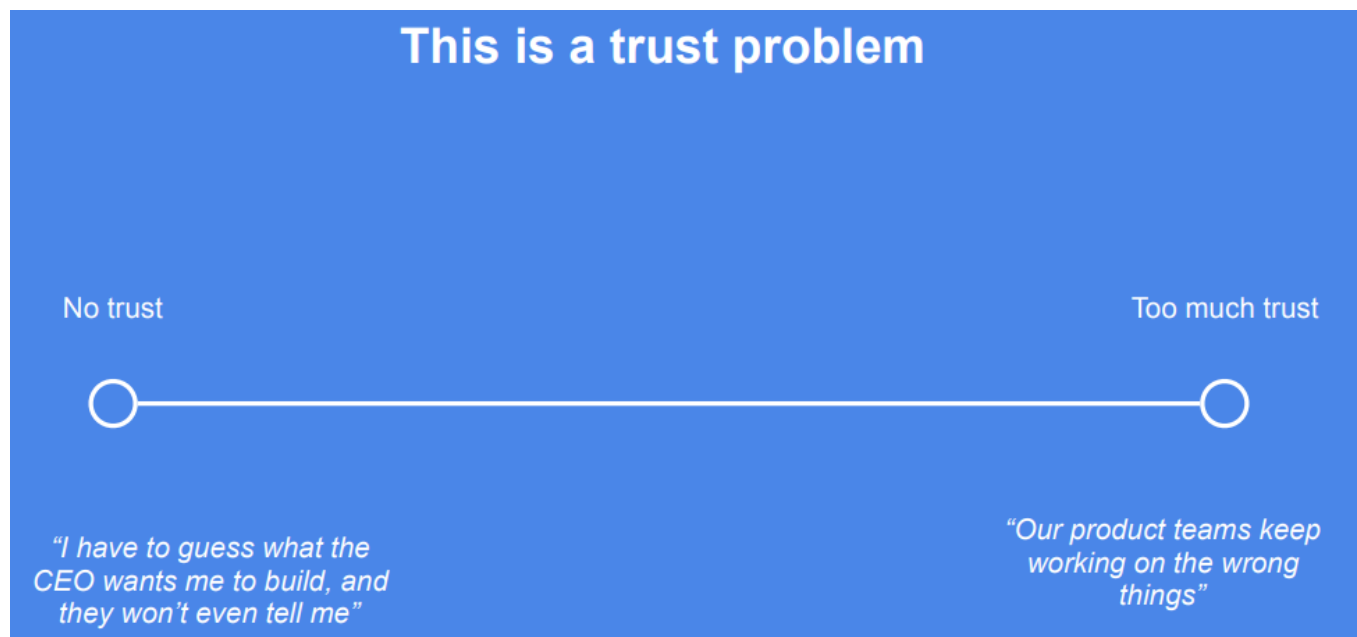 This is a trust problem
No trust
Too much trust
“I have to guess what the
CEO wants me to build, and
they won’t even tell me”
“Our product teams keep
working on the wrong
things”